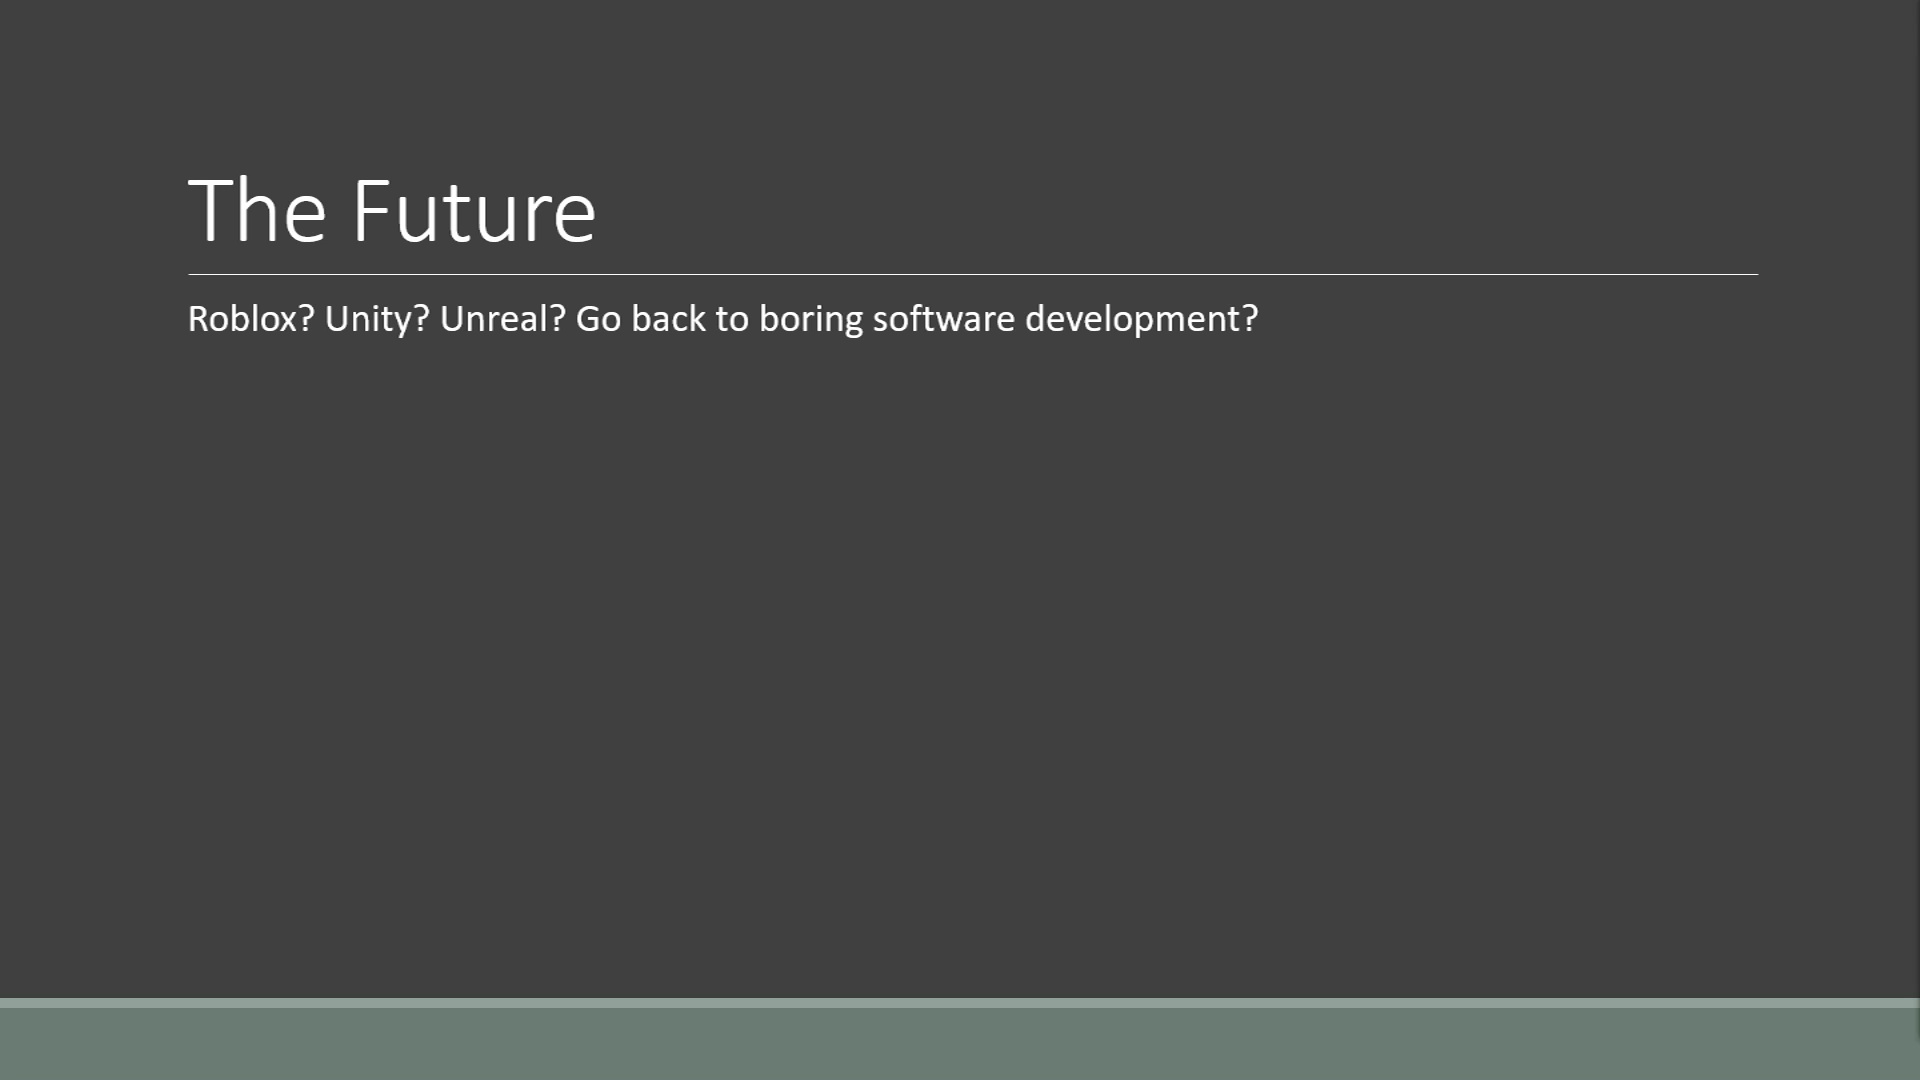 The Future
Roblox? Unity? Unreal? Go back to boring software development?